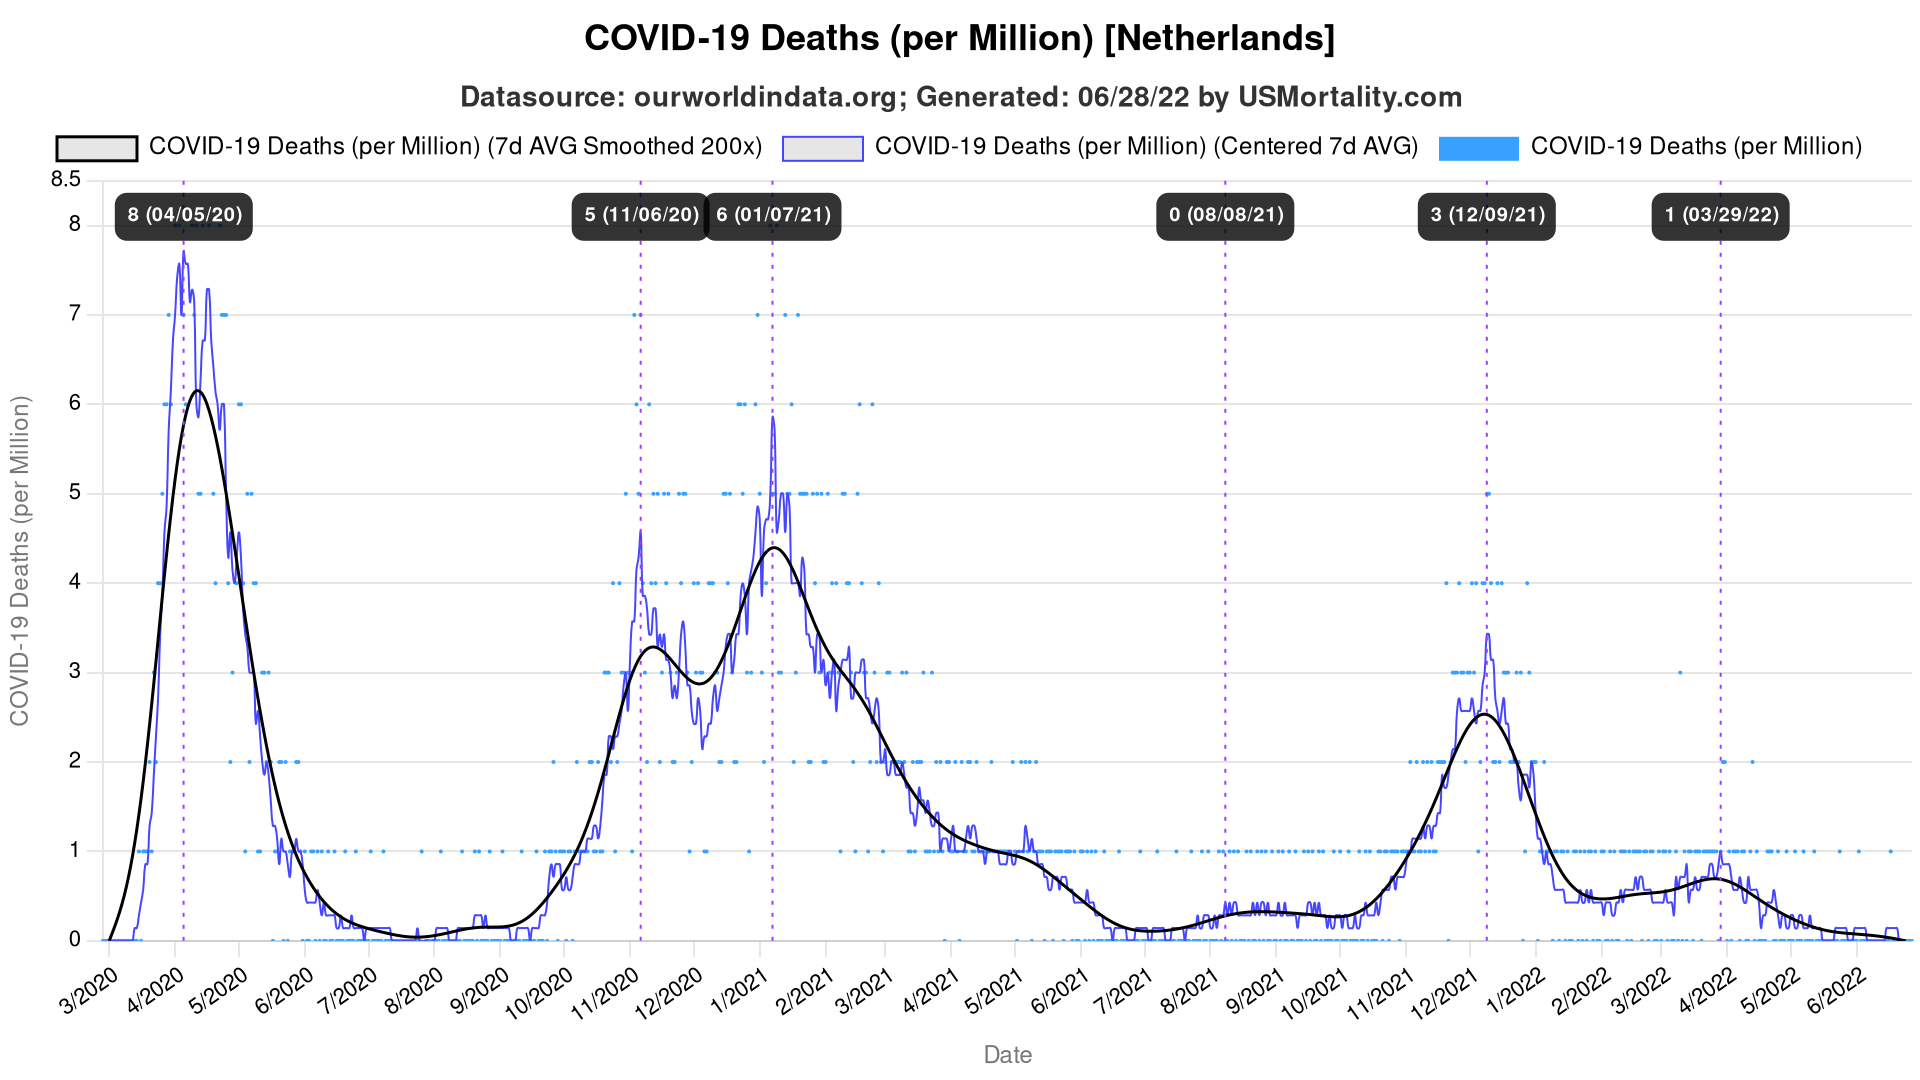 COVID-19 Deaths (per Million) [Netherlands]
Datasource: ourworldindata.org; Generated: 06/28/22 by USMortality.com
COVID-19 Deaths (per Million) (7d AVG Smoothed 200x) COVID-19 Deaths (per Million) (Centered 7d AVG) COVID-19 Deaths (per Million)
8 (04/05/20) 5 (11/06/20) 6 (01/07/21) 0 (08/08/21) 3 (12/09/21) 1 (03/29/22)
COVID-19 Deaths (per Million)
8.5
8
7
6
5
4
3
2
1
0
3/2020 4/2020 5/2020 6/2020 7/2020 8/2020 9/2020 10/2020 11/2020 12/2020 1/2021 2/2021 3/2021 4/2021 5/2021 6/2021 7/2021 8/2021 9/2021 10/2021 11/2021 12/2021 1/2022 2/2022 3/2022 4/2022 5/2022 6/2022
Date